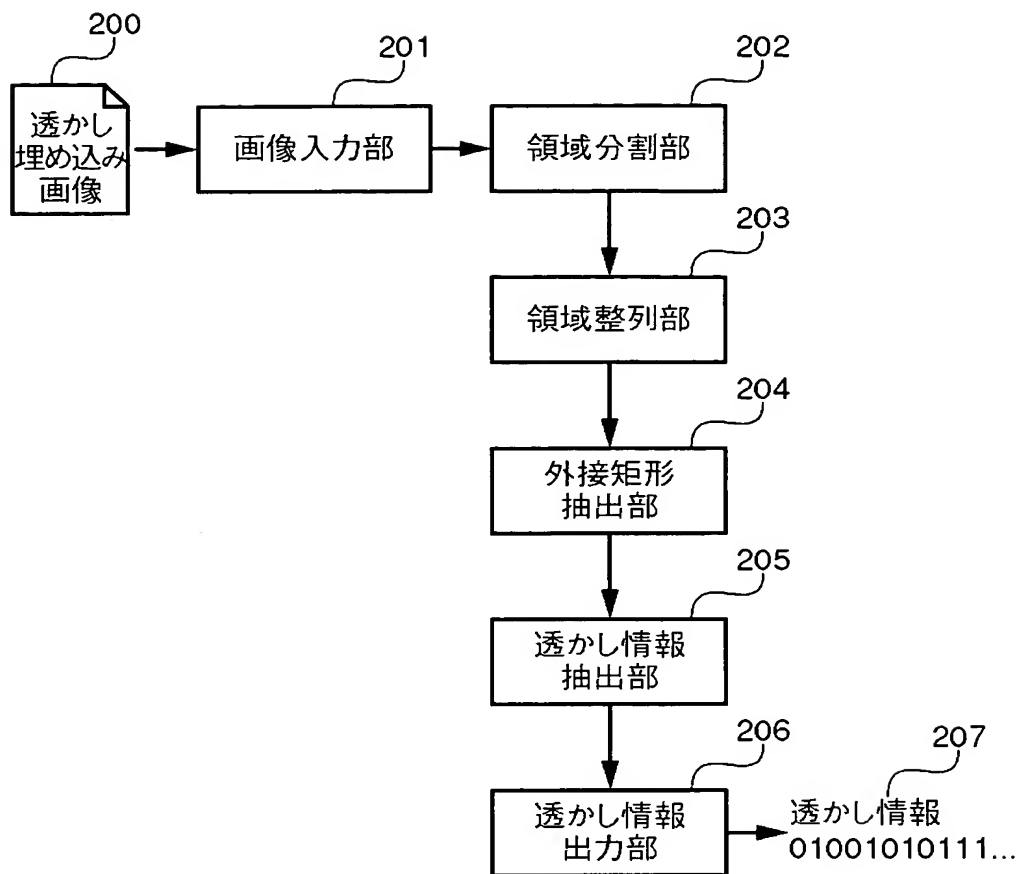 200
201
202
透かし
埋め込み
画像
画像入力部
領域分割部
203
領域整列部
204
外接矩形
抽出部
205
透かし情報
抽出部
206
207
透かし情報
出力部
透かし情報
01001010111...